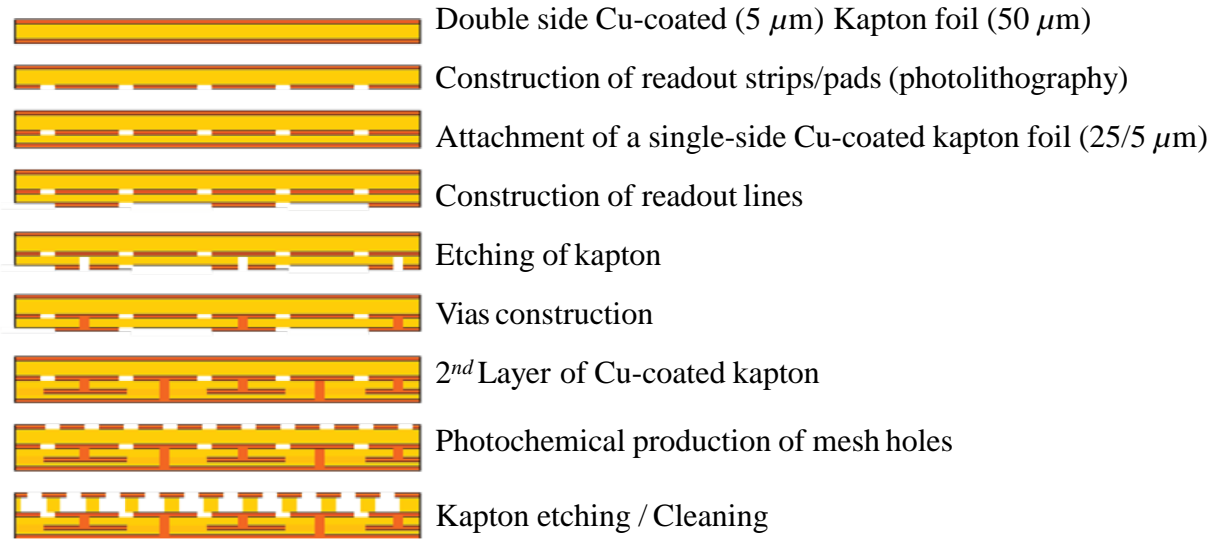 Double side Cu-coated (5 μm) Kapton foil (50 μm)
Construction of readout strips/pads (photolithography)
Attachment of a single-side Cu-coated kapton foil (25/5 μm)
Construction of readout lines
Etching of kapton
Vias construction
2nd Layer of Cu-coated kapton
Photochemical production of mesh holes
Kapton etching / Cleaning